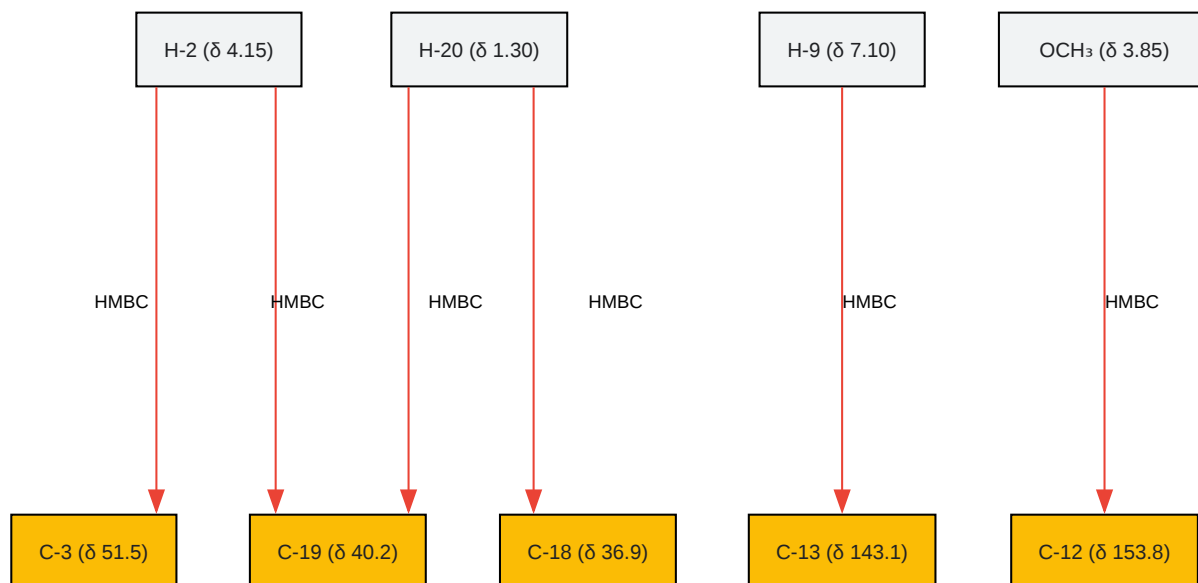 H-2 (δ 4.15)
H-20 (δ 1.30)
H-9 (δ 7.10)
OCH₃ (δ 3.85)
HMBC
HMBC
HMBC
HMBC
HMBC
HMBC
C-3 (δ 51.5)
C-19 (δ 40.2)
C-18 (δ 36.9)
C-13 (δ 143.1)
C-12 (δ 153.8)